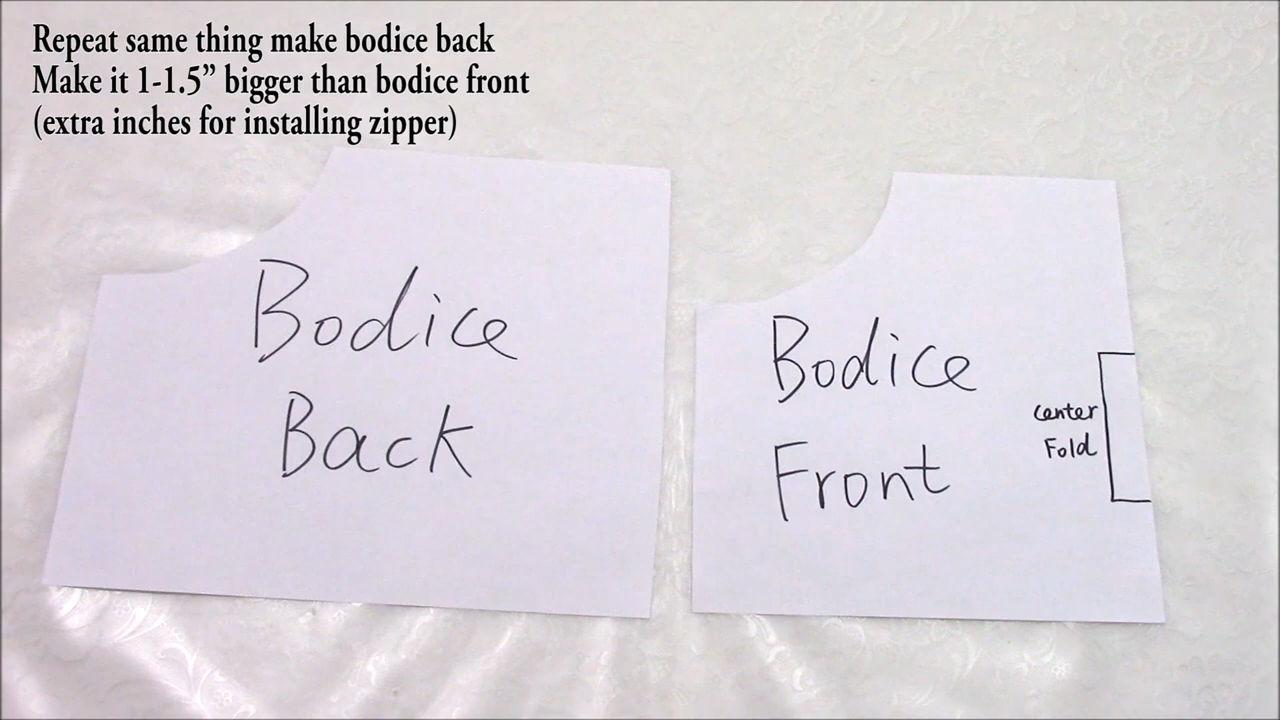 Repeat same thing make bodice back
Make it 1-1.5” bigger than bodice front
(extra inches for installing zipper)
Bodice
Back
Bodice
Front
center
Fold